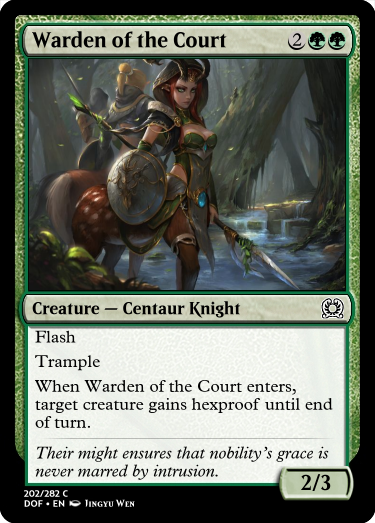 Warden of the Court 2
Creature — Centaur Knight
Flash
Trample
When Warden of the Court enters,
target creature gains hexproof until end
of turn.
Their might ensures that nobility's grace is
never marred by intrusion.
2/3
202/282 C
DOF • EN Jingyu Wen